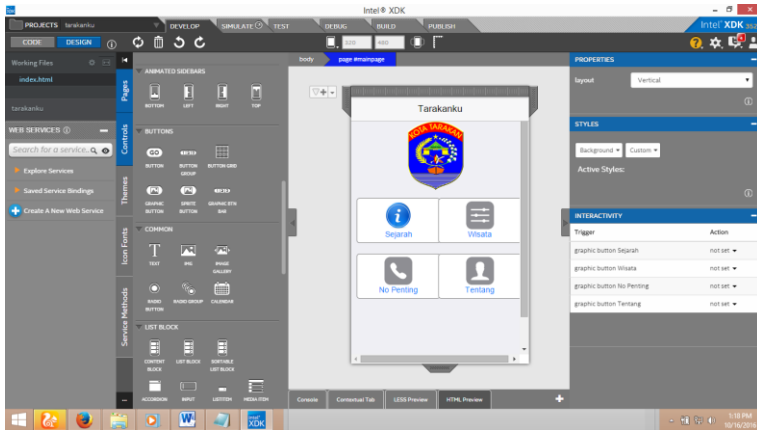 Intel® XDK
PROJECTS tarakanku
DEVELOP SIMULATE TEST DEBUG BUILD PUBLISH
Intel® XDK
CODE DESIGN
320 480
Working Files
index.html
tarakanku
WEB SERVICES
Search for a service...
Explore Services
Saved Service Bindings
Create A New Web Service
Pages
Controls
Themes
Icon Fonts
Service Methods
ANIMATED SIDEBARS
BOTTOM LEFT RIGHT TOP
BUTTONS
GO
BUTTON BUTTON GROUP BUTTON GRID
GRAPHIC BUTTON SPRITE BUTTON GRAPHIC BTN BAR
COMMON
TEXT IMG IMAGE GALLERY
RADIO BUTTON RADIO GROUP CALENDAR
LIST BLOCK
CONTENT BLOCK LIST BLOCK SORTABLE LIST BLOCK
ACCORDION INPUT LISTITEM MEDIA ITEM
body page #mainpage
Tarakanku
KOTA TARAKAN
Sejarah Wisata
No Penting Tentang
Console Contextual Tab LESS Preview HTML Preview
PROPERTIES
layout Vertical
STYLES
Background Custom
Active Styles:
INTERACTIVITY
Trigger Action
graphic button Sejarah not set
graphic button Wisata not set
graphic button No Penting not set
graphic button Tentang not set
XDK
1:18 PM
10/16/2016